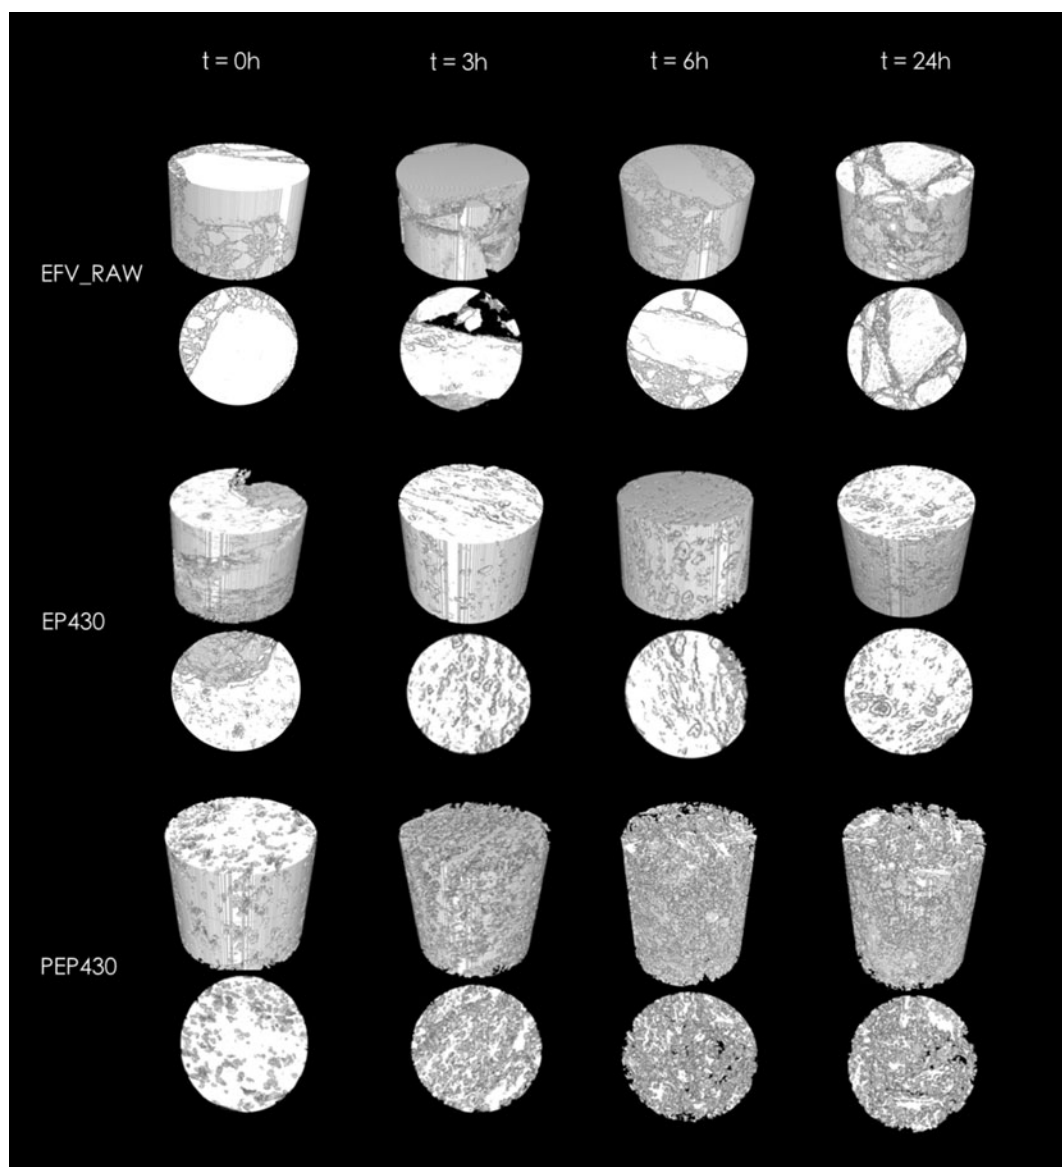 t = 0h t = 3h t = 6h t = 24h
EFV_RAW
EP430
PEP430